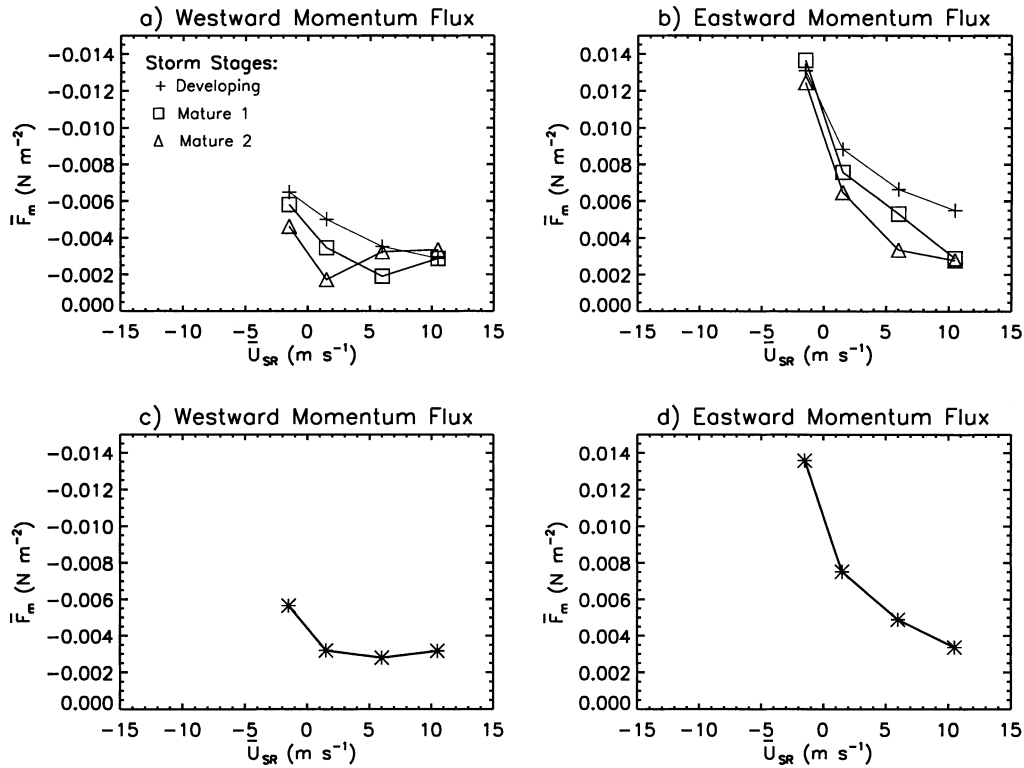 a) Westward Momentum Flux
-0.014
-0.012
-0.010
-0.008
-0.006
-0.004
-0.002
0.000
F̅m (N m⁻²)
Storm Stages:
+ Developing
□ Mature 1
△ Mature 2
-15 -10 -5 0 5 10 15
U̅SR (m s⁻¹)
b) Eastward Momentum Flux
0.014
0.012
0.010
0.008
0.006
0.004
0.002
0.000
F̅m (N m⁻²)
-15 -10 -5 0 5 10 15
U̅SR (m s⁻¹)
c) Westward Momentum Flux
-0.014
-0.012
-0.010
-0.008
-0.006
-0.004
-0.002
0.000
F̅m (N m⁻²)
-15 -10 -5 0 5 10 15
U̅SR (m s⁻¹)
d) Eastward Momentum Flux
0.014
0.012
0.010
0.008
0.006
0.004
0.002
0.000
F̅m (N m⁻²)
-15 -10 -5 0 5 10 15
U̅SR (m s⁻¹)